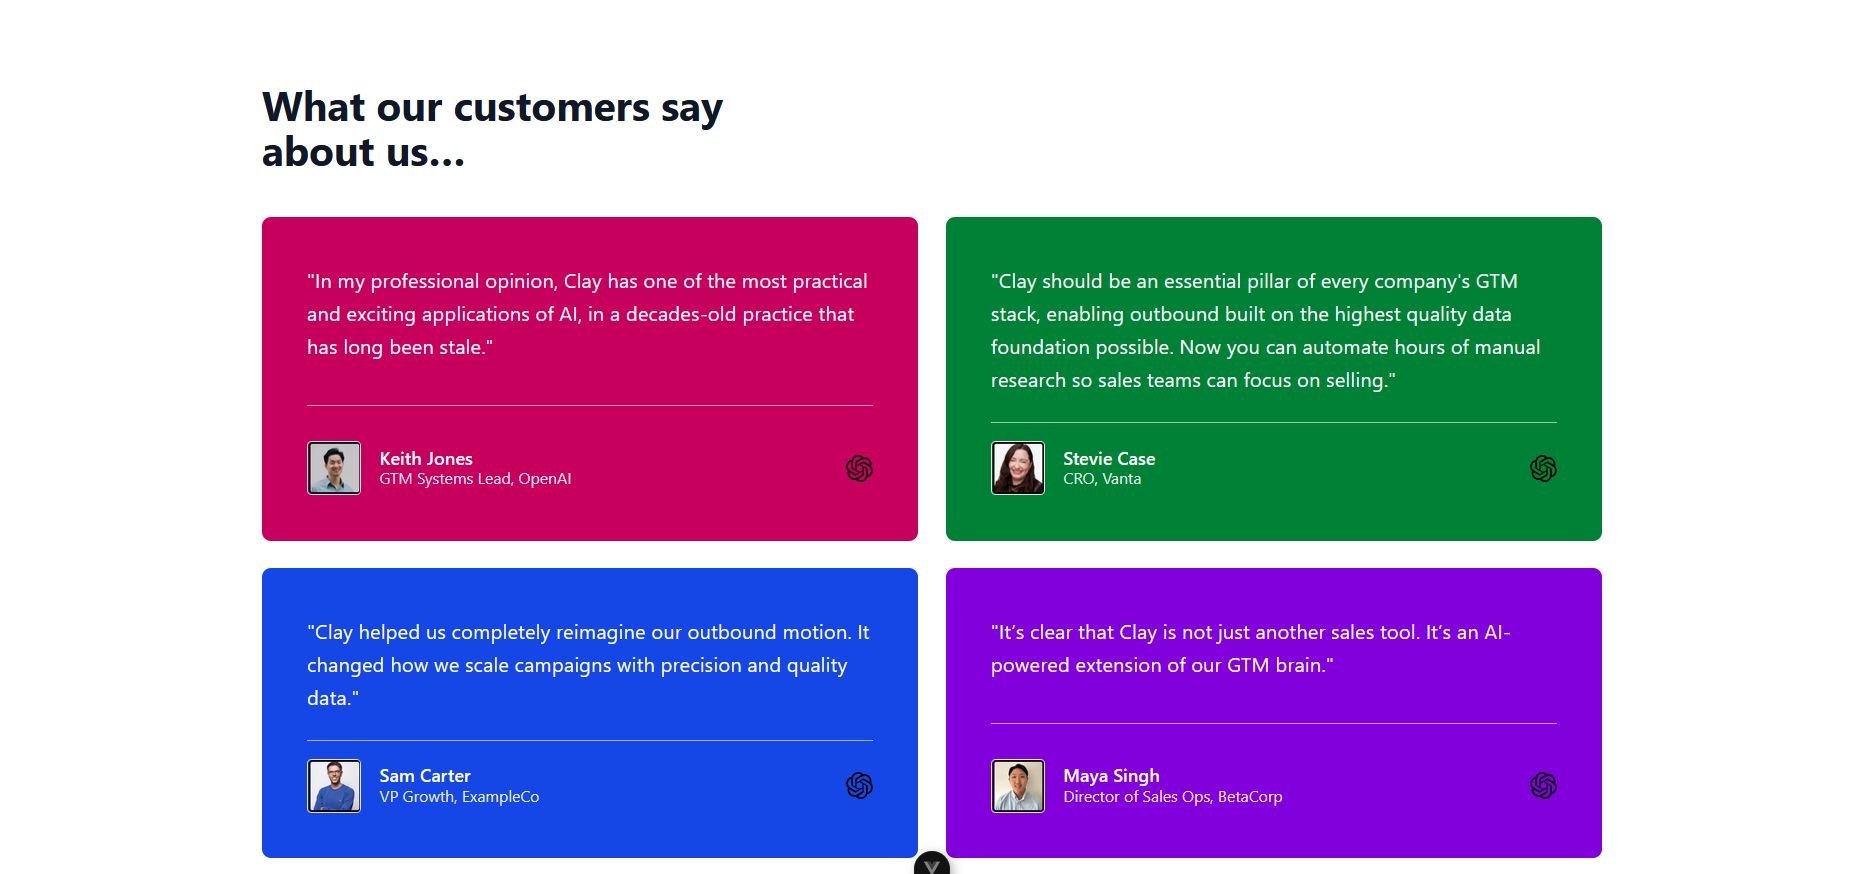 What our customers say
about us...
"In my professional opinion, Clay has one of the most practical
and exciting applications of AI, in a decades-old practice that
has long been stale."
Keith Jones
GTM Systems Lead, OpenAI
"Clay should be an essential pillar of every company's GTM
stack, enabling outbound built on the highest quality data
foundation possible. Now you can automate hours of manual
research so sales teams can focus on selling."
Stevie Case
CRO, Vanta
"Clay helped us completely reimagine our outbound motion. It
changed how we scale campaigns with precision and quality
data."
Sam Carter
VP Growth, ExampleCo
"It’s clear that Clay is not just another sales tool. It’s an AI-
powered extension of our GTM brain."
Maya Singh
Director of Sales Ops, BetaCorp